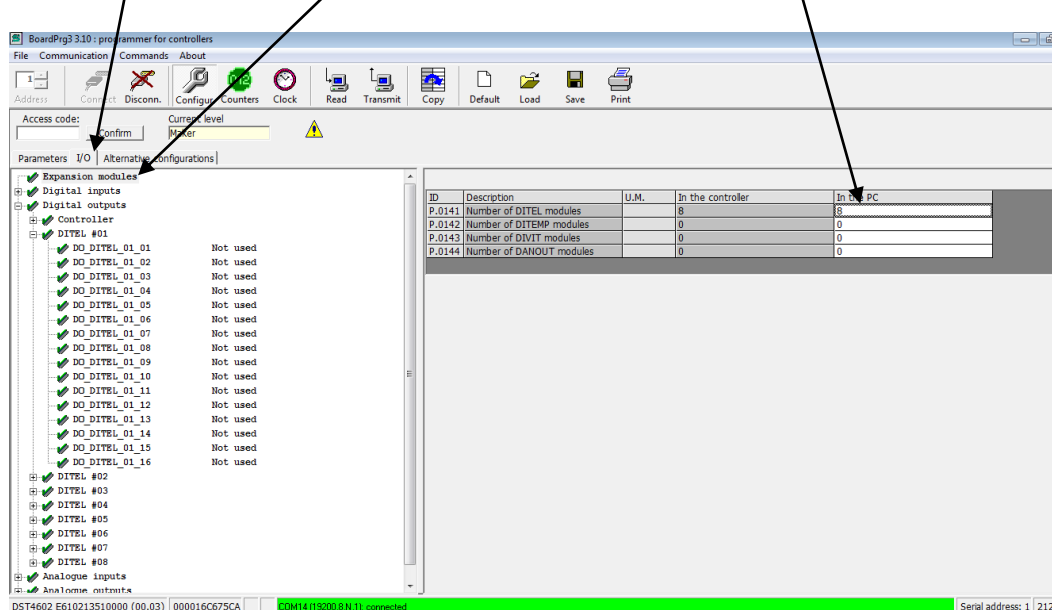 BoardPrg3 3.10 : programmer for controllers
File Communication Commands About
1
Address Connect Disconn. Configur Counters Clock Read Transmit Copy Default Load Save Print
Access code: Current level
Confirm Maker
Parameters I/O Alternative configurations
Expansion modules
Digital inputs
Digital outputs
Controller
DITEL #01
DO_DITEL_01_01 Not used
DO_DITEL_01_02 Not used
DO_DITEL_01_03 Not used
DO_DITEL_01_04 Not used
DO_DITEL_01_05 Not used
DO_DITEL_01_06 Not used
DO_DITEL_01_07 Not used
DO_DITEL_01_08 Not used
DO_DITEL_01_09 Not used
DO_DITEL_01_10 Not used
DO_DITEL_01_11 Not used
DO_DITEL_01_12 Not used
DO_DITEL_01_13 Not used
DO_DITEL_01_14 Not used
DO_DITEL_01_15 Not used
DO_DITEL_01_16 Not used
DITEL #02
DITEL #03
DITEL #04
DITEL #05
DITEL #06
DITEL #07
DITEL #08
Analogue inputs
Analogue outputs
ID Description U.M. In the controller In the PC
P.0141 Number of DITEL modules 8 8
P.0142 Number of DITEMP modules 0 0
P.0143 Number of DIVIT modules 0 0
P.0144 Number of DANOUT modules 0 0
DST4602 E610213510000 (00.03) 000016C675CA COM14 (19200,8,N,1): connected Serial address: 1 212